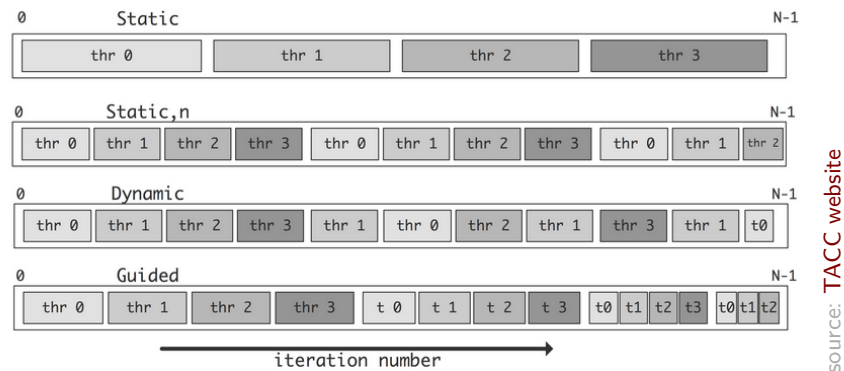 0 Static N-1
thr 0 thr 1 thr 2 thr 3
0 Static,n N-1
thr 0 thr 1 thr 2 thr 3 thr 0 thr 1 thr 2 thr 3 thr 0 thr 1 thr 2
0 Dynamic N-1
thr 0 thr 1 thr 2 thr 3 thr 1 thr 0 thr 2 thr 1 thr 3 thr 1 t0
0 Guided N-1
thr 0 thr 1 thr 2 thr 3 t 0 t 1 t 2 t 3 t0 t1 t2 t3 t0 t1 t2
iteration number
source: TACC website